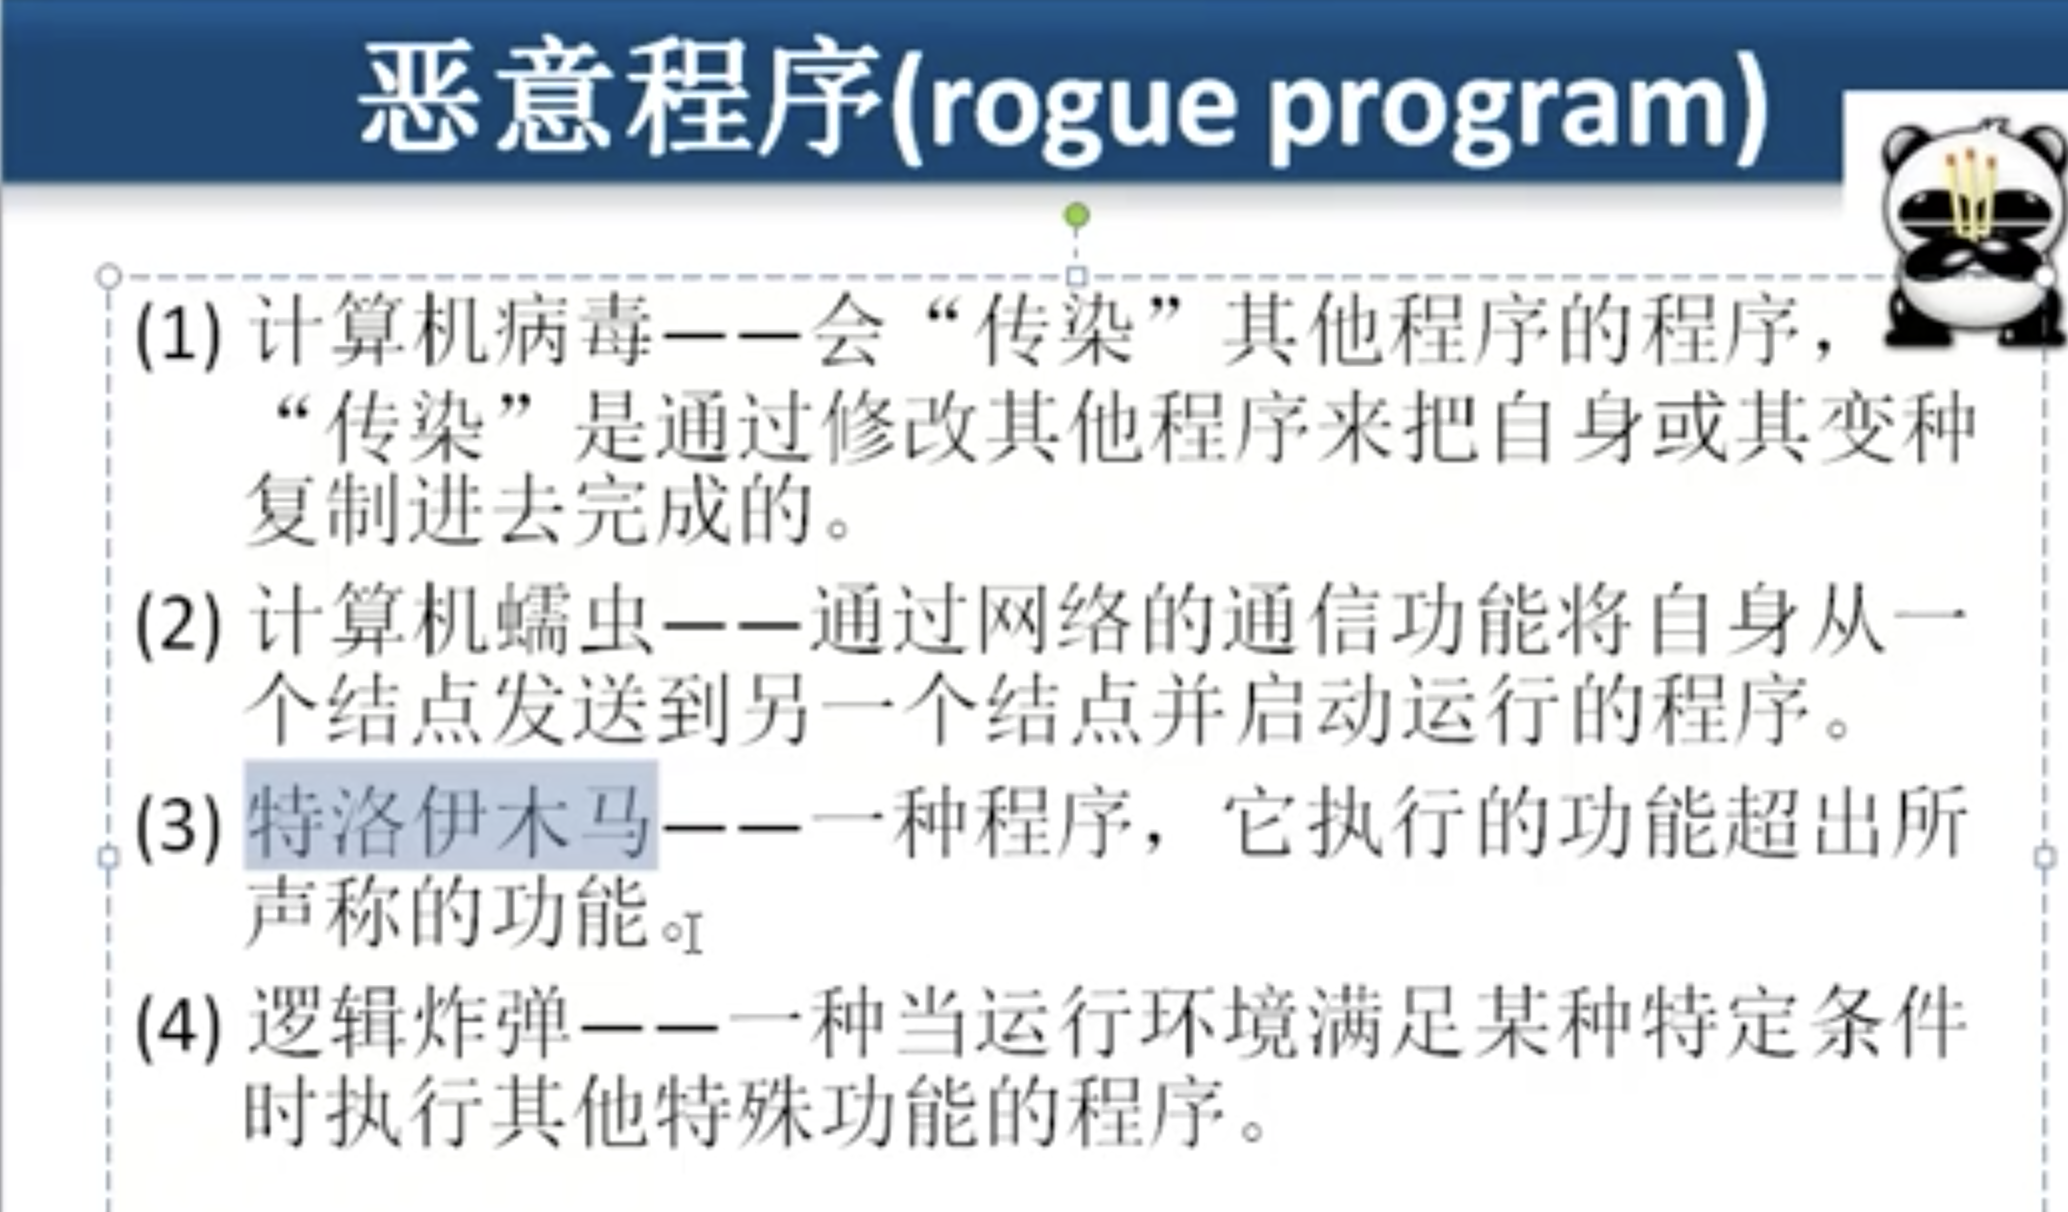 恶意程序(rogue program)
(1) 计算机病毒——会“传染”其他程序的程序，
“传染”是通过修改其他程序来把自身或其变种
复制进去完成的。
(2) 计算机蠕虫——通过网络的通信功能将自身从一
个结点发送到另一个结点并启动运行的程序。
(3) 特洛伊木马——一种程序，它执行的功能超出所
声称的功能。
(4) 逻辑炸弹——一种当运行环境满足某种特定条件
时执行其他特殊功能的程序。